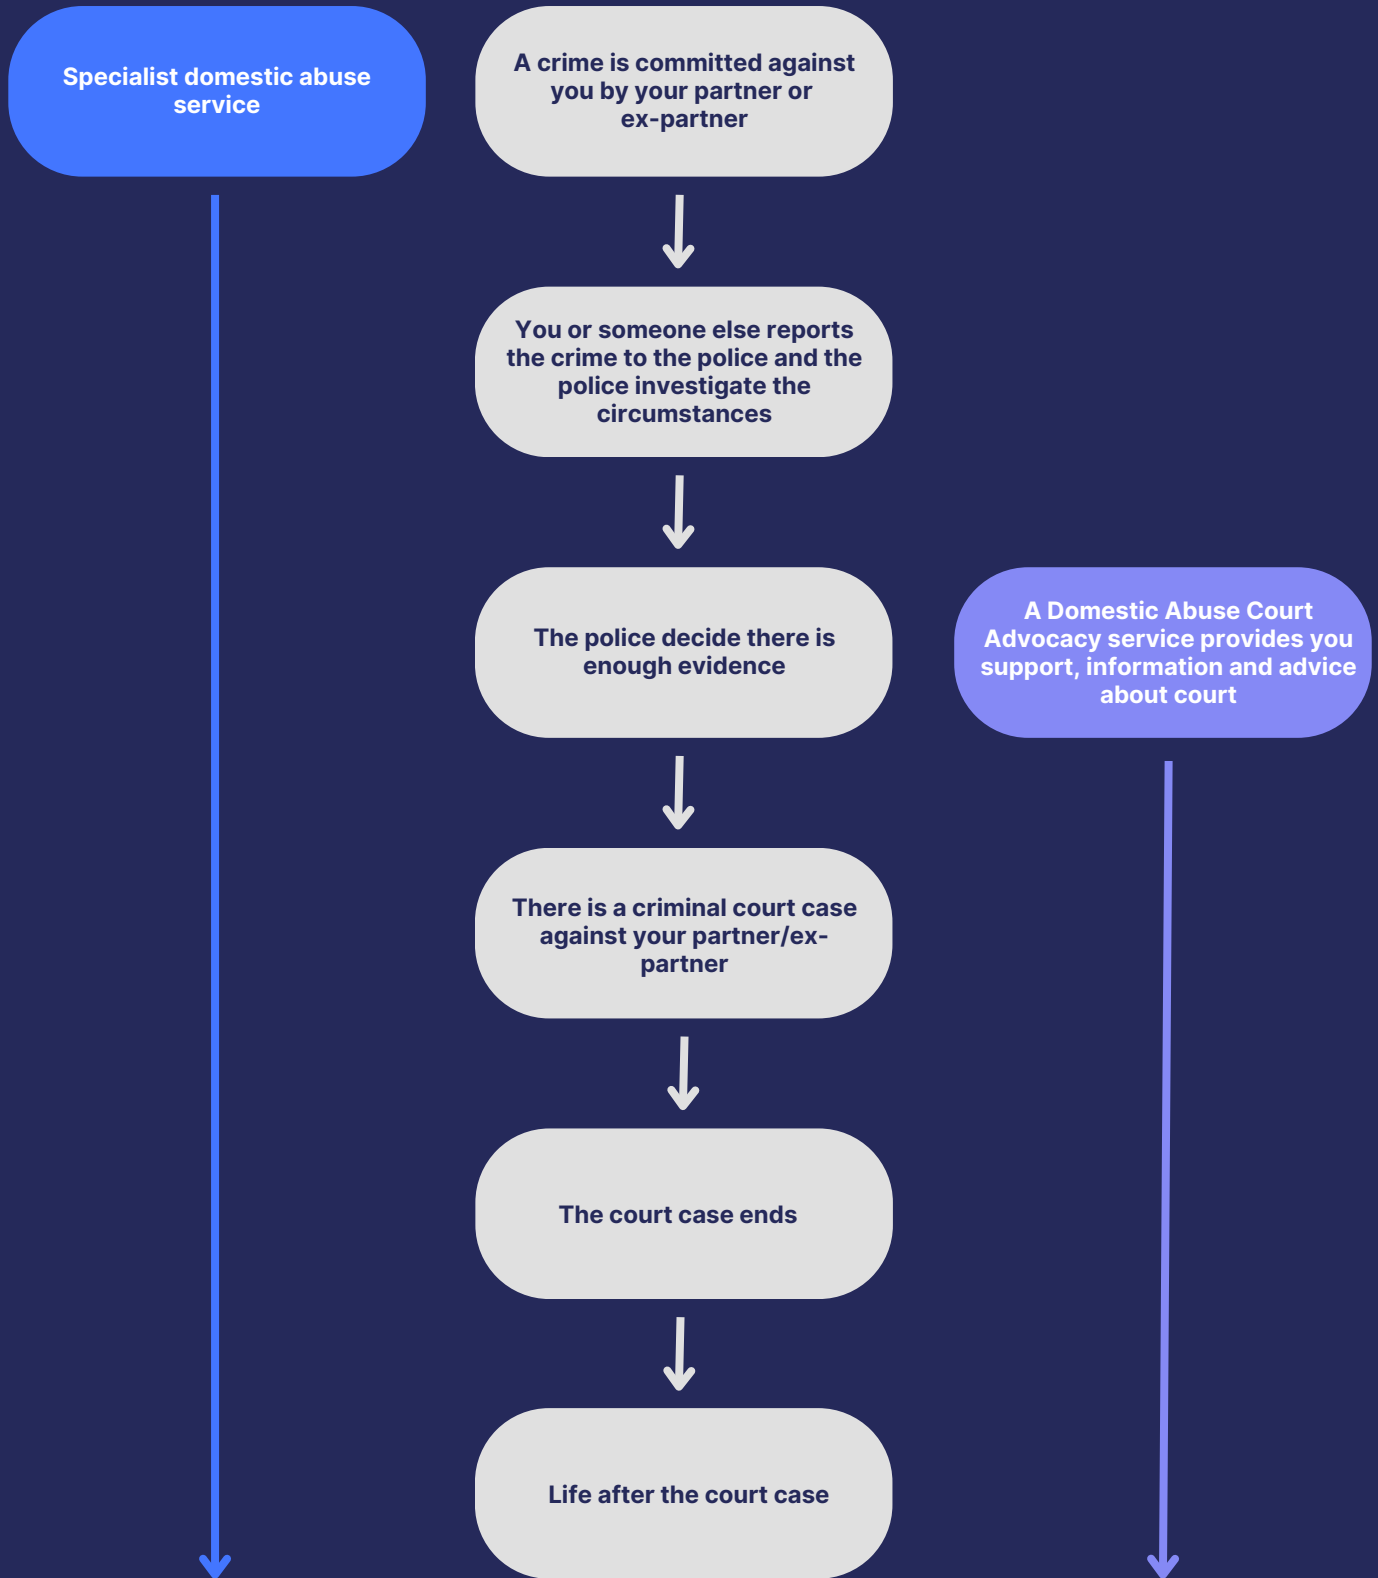 Specialist domestic abuse
service
A crime is committed against
you by your partner or
ex-partner
You or someone else reports
the crime to the police and the
police investigate the
circumstances
The police decide there is
enough evidence
A Domestic Abuse Court
Advocacy service provides you
support, information and advice
about court
There is a criminal court case
against your partner/ex-
partner
The court case ends
Life after the court case